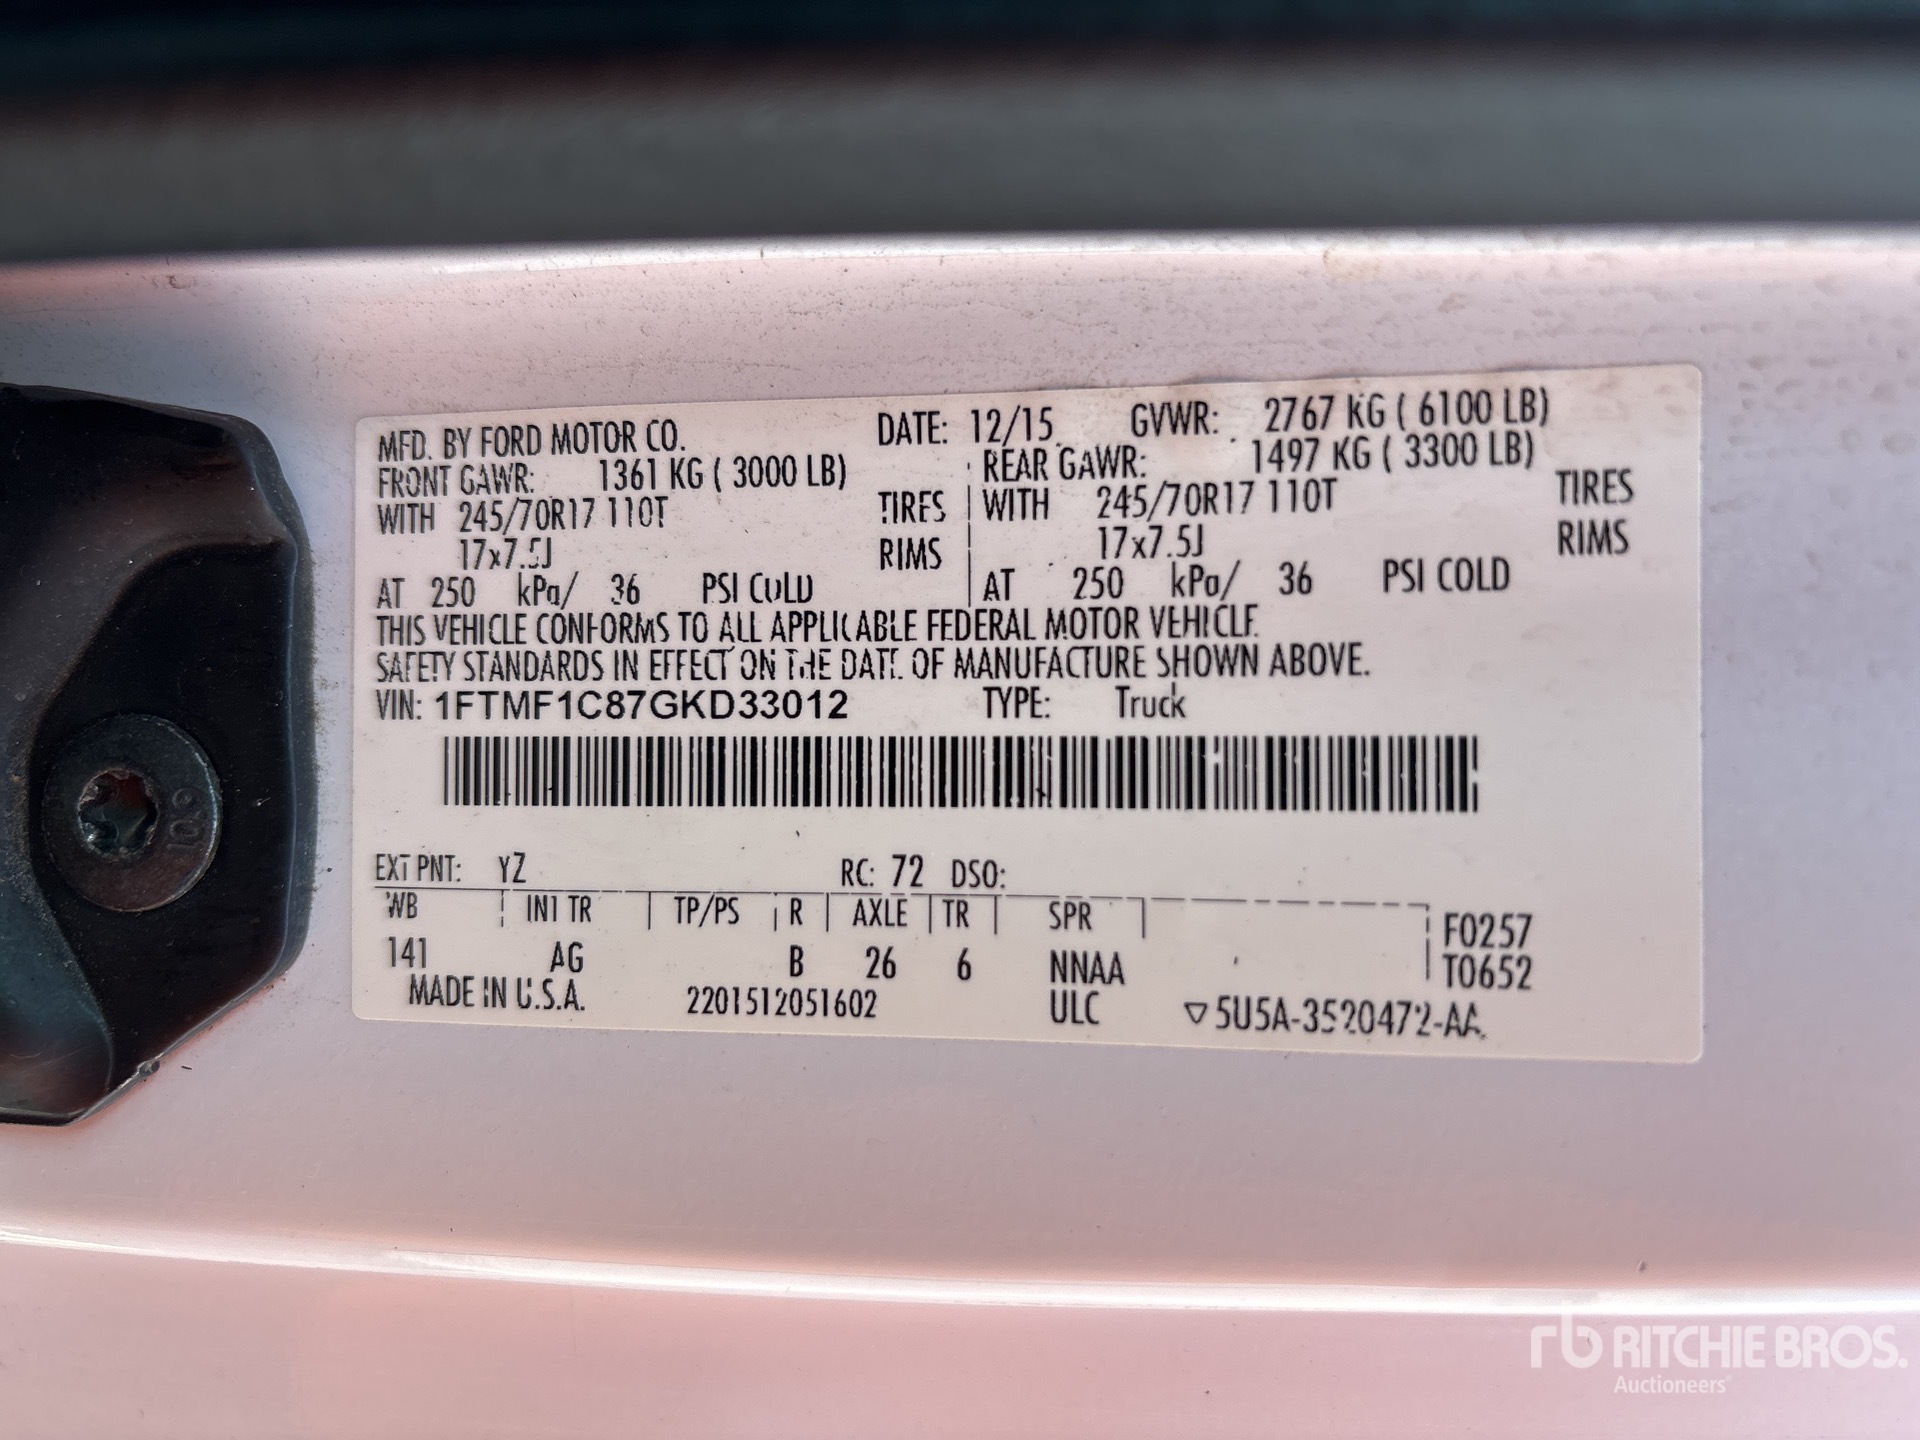 MFD. BY FORD MOTOR CO. DATE: 12/15 GVWR: 2767 KG ( 6100 LB)
FRONT GAWR: 1361 KG ( 3000 LB) REAR GAWR: 1497 KG ( 3300 LB)
WITH 245/70R17 110T TIRES WITH 245/70R17 110T TIRES
17x7.5J RIMS 17x7.5J RIMS
AT 250 kPa/ 36 PSI COLD AT 250 kPa/ 36 PSI COLD
THIS VEHICLE CONFORMS TO ALL APPLICABLE FEDERAL MOTOR VEHICLE
SAFETY STANDARDS IN EFFECT ON THE DATE OF MANUFACTURE SHOWN ABOVE.
VIN: 1FTMF1C87GKD33012 TYPE: Truck
EXT PNT: YZ RC: 72 DSO:
WB INT TR TP/PS R AXLE TR SPR F0257
141 AG B 26 6 NNAA T0652
MADE IN U.S.A. 2201512051602 ULC ▽5U5A-3520472-AA
10.9
rb RITCHIE BROS.
Auctioneers